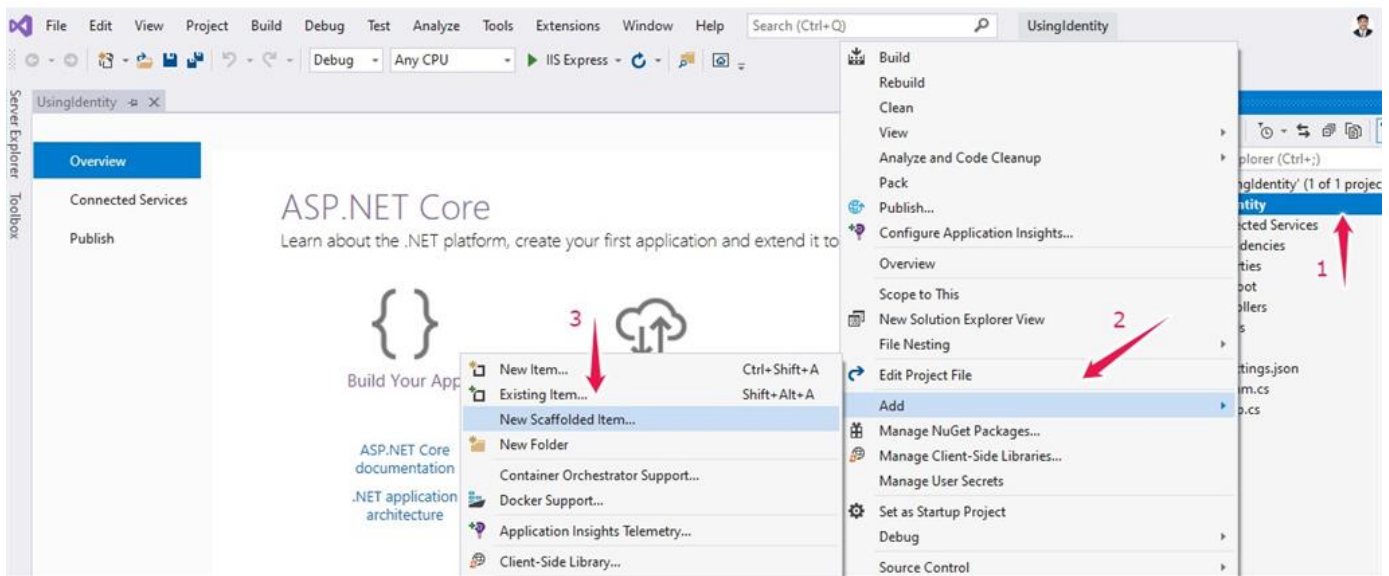 File Edit View Project Build Debug Test Analyze Tools Extensions Window Help Search (Ctrl+Q) UsingIdentity
Debug Any CPU IIS Express
Server Explorer
Toolbox
UsingIdentity
Overview
Connected Services
Publish
ASP.NET Core
Learn about the .NET platform, create your first application and extend it to
Build Your App
ASP.NET Core
documentation
.NET application
architecture
3
New Item... Ctrl+Shift+A
Existing Item... Shift+Alt+A
New Scaffolded Item...
New Folder
Container Orchestrator Support...
Docker Support...
Application Insights Telemetry...
Client-Side Library...
Build
Rebuild
Clean
View
Analyze and Code Cleanup
Pack
Publish...
Configure Application Insights...
Overview
Scope to This
New Solution Explorer View
2
File Nesting
Edit Project File
Add
Manage NuGet Packages...
Manage Client-Side Libraries...
Manage User Secrets
Set as Startup Project
Debug
Source Control
plorer (Ctrl+;)
ngIdentity' (1 of 1 projec
ntity
cted Services
dencies
ties
1
oot
ollers
s
ttings.json
m.cs
p.cs